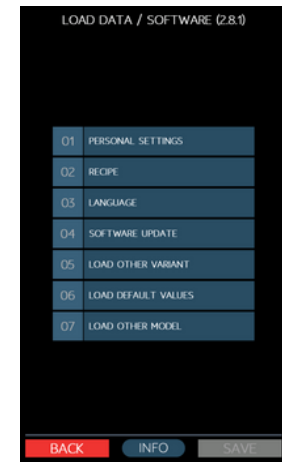 LOAD DATA / SOFTWARE (2.8.1)
01 PERSONAL SETTINGS
02 RECIPE
03 LANGUAGE
04 SOFTWARE UPDATE
05 LOAD OTHER VARIANT
06 LOAD DEFAULT VALUES
07 LOAD OTHER MODEL
BACK INFO SAVE